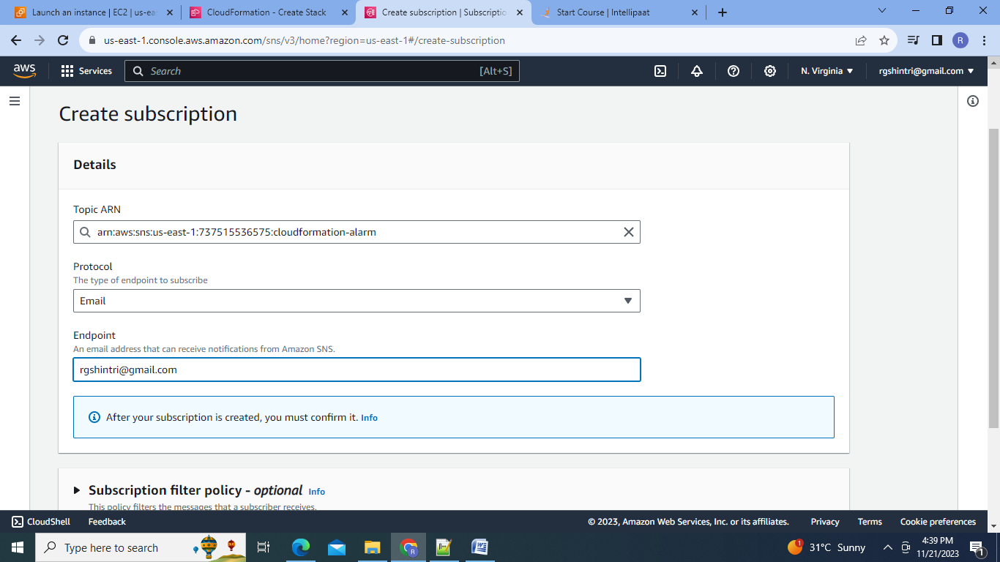 Launch an instance | EC2 | us-eas
CloudFormation - Create Stack
Create subscription | Subscriptio
Start Course | Intellipaat
us-east-1.console.aws.amazon.com/sns/v3/home?region=us-east-1#/create-subscription
R
aws
Services
Search
[Alt+S]
N. Virginia
rgshintri@gmail.com
Create subscription
Details
Topic ARN
arn:aws:sns:us-east-1:737515536575:cloudformation-alarm
Protocol
The type of endpoint to subscribe
Email
Endpoint
An email address that can receive notifications from Amazon SNS.
rgshintri@gmail.com
After your subscription is created, you must confirm it. Info
Subscription filter policy - optional Info
This policy filters the messages that a subscriber receives.
CloudShell
Feedback
© 2023, Amazon Web Services, Inc. or its affiliates.
Privacy
Terms
Cookie preferences
Type here to search
R
1
31°C Sunny
4:39 PM
11/21/2023
1